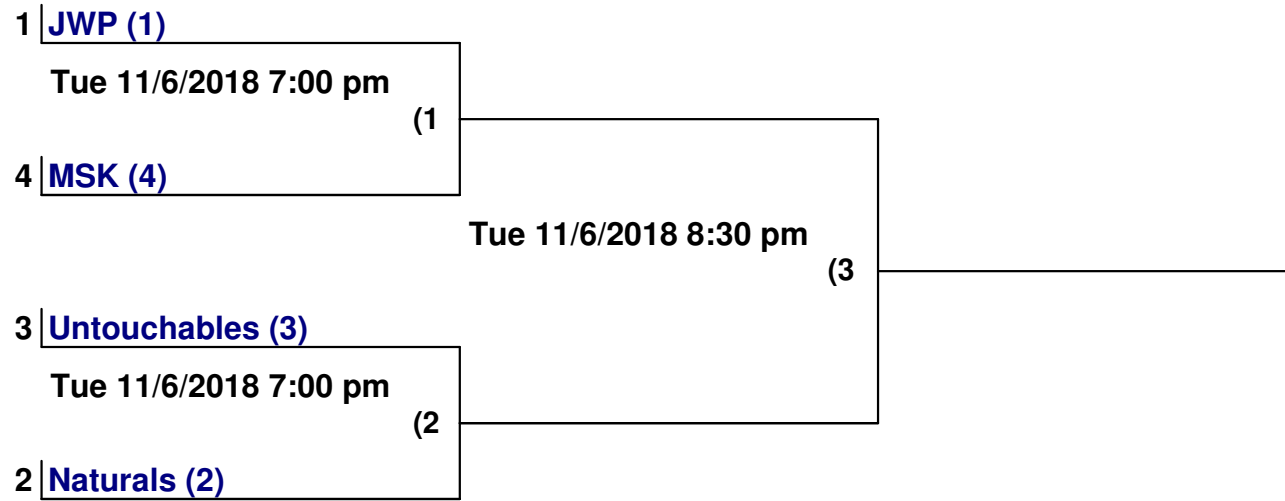 1 JWP (1)
Tue 11/6/2018 7:00 pm
(1
4 MSK (4)
Tue 11/6/2018 8:30 pm
(3
3 Untouchables (3)
Tue 11/6/2018 7:00 pm
(2
2 Naturals (2)